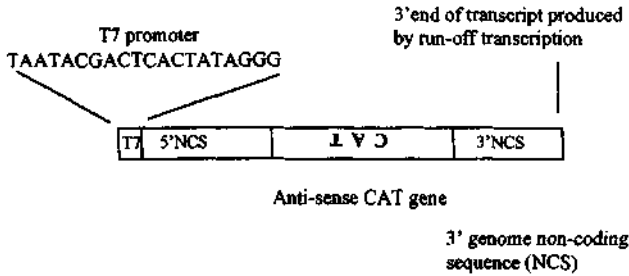 T7 promoter
TAATACGACTCACTATAGGG
3'end of transcript produced
by run-off transcription
T7 5'NCS CAT 3'NCS
Anti-sense CAT gene
3' genome non-coding
sequence (NCS)